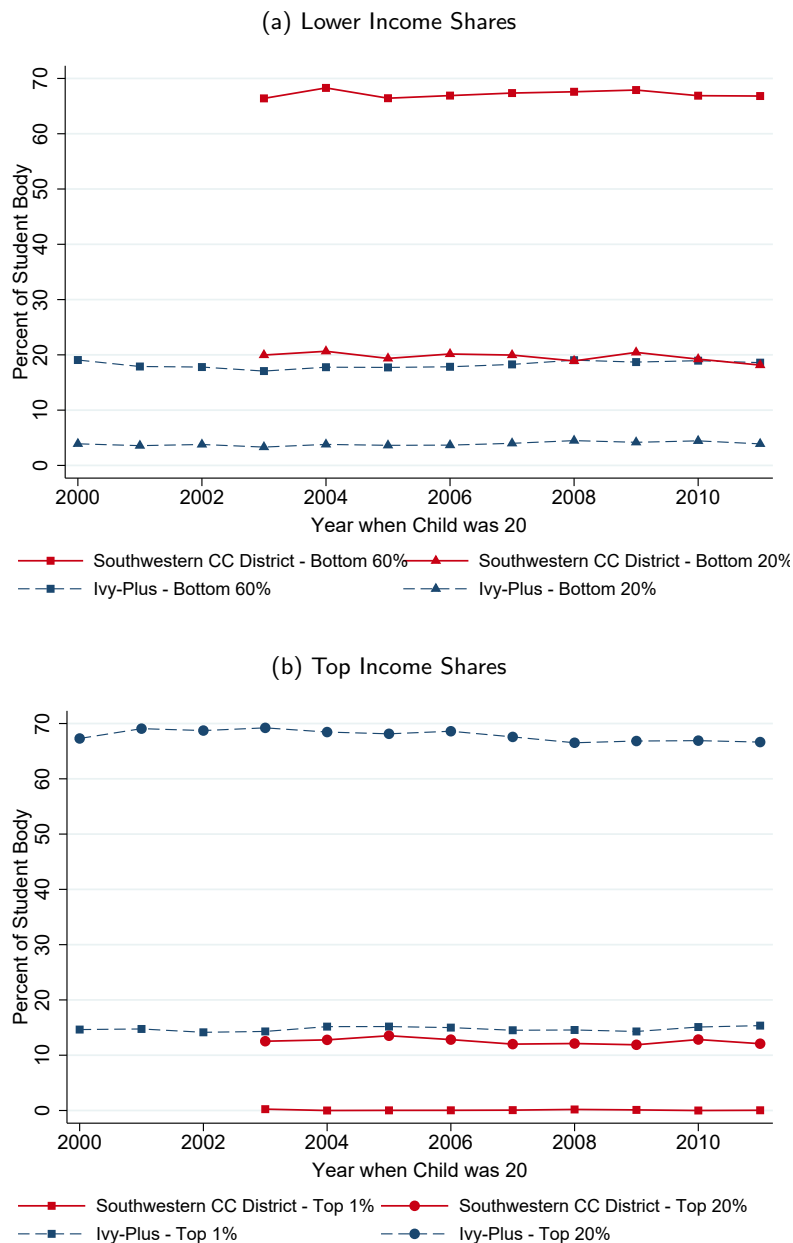 (a) Lower Income Shares
70
60
50
40
30
20
10
0
Percent of Student Body
2000 2002 2004 2006 2008 2010
Year when Child was 20
Southwestern CC District - Bottom 60% Southwestern CC District - Bottom 20%
Ivy-Plus - Bottom 60% Ivy-Plus - Bottom 20%
(b) Top Income Shares
70
60
50
40
30
20
10
0
Percent of Student Body
2000 2002 2004 2006 2008 2010
Year when Child was 20
Southwestern CC District - Top 1% Southwestern CC District - Top 20%
Ivy-Plus - Top 1% Ivy-Plus - Top 20%